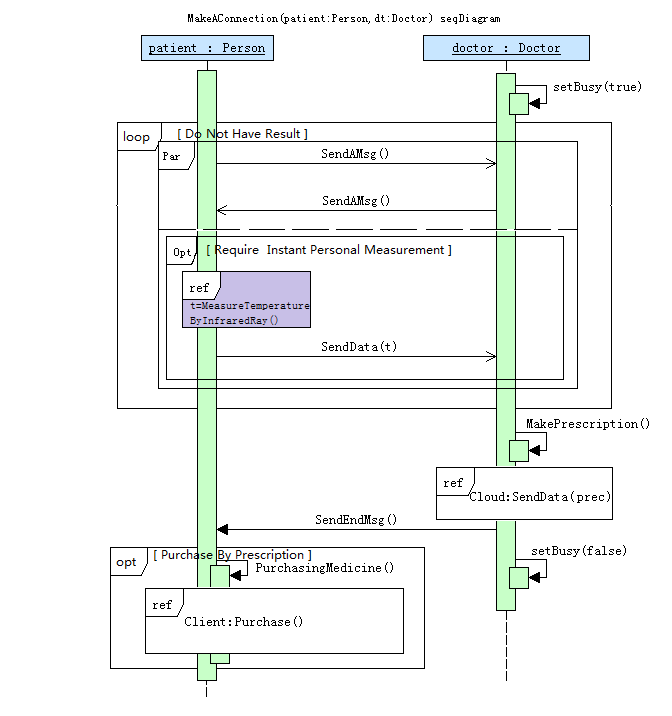 MakeAConnection(patient:Person,dt:Doctor) seqDiagram
patient : Person
doctor : Doctor
setBusy(true)
loop
[ Do Not Have Result ]
Par
SendAMsg()
SendAMsg()
Opt
[ Require  Instant Personal Measurement ]
ref
t=MeasureTemperature
ByInfraredRay()
SendData(t)
MakePrescription()
ref
Cloud:SendData(prec)
SendEndMsg()
setBusy(false)
opt
[ Purchase By Prescription ]
PurchasingMedicine()
ref
Client:Purchase()